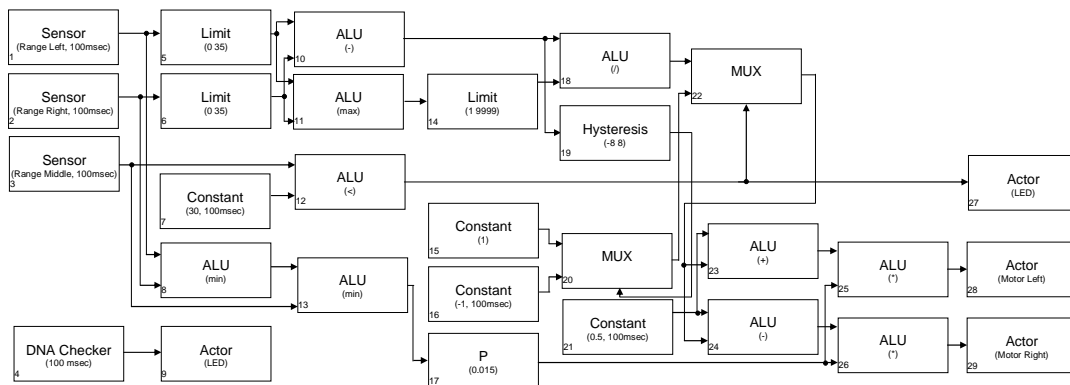 Sensor
(Range Left, 100msec)
1
Sensor
(Range Right, 100msec)
2
Sensor
(Range Middle, 100msec)
3
DNA Checker
(100 msec)
4
Limit
(0 35)
5
Limit
(0 35)
6
Constant
(30, 100msec)
7
ALU
(min)
8
Actor
(LED)
9
ALU
(-)
10
ALU
(max)
11
ALU
(<)
12
ALU
(min)
13
Limit
(1 9999)
14
Constant
(1)
15
Constant
(-1, 100msec)
16
P
(0.015)
17
ALU
(/)
18
Hysteresis
(-8 8)
19
MUX
20
Constant
(0.5, 100msec)
21
MUX
22
ALU
(+)
23
ALU
(-)
24
ALU
(*)
25
ALU
(*)
26
Actor
(LED)
27
Actor
(Motor Left)
28
Actor
(Motor Right)
29